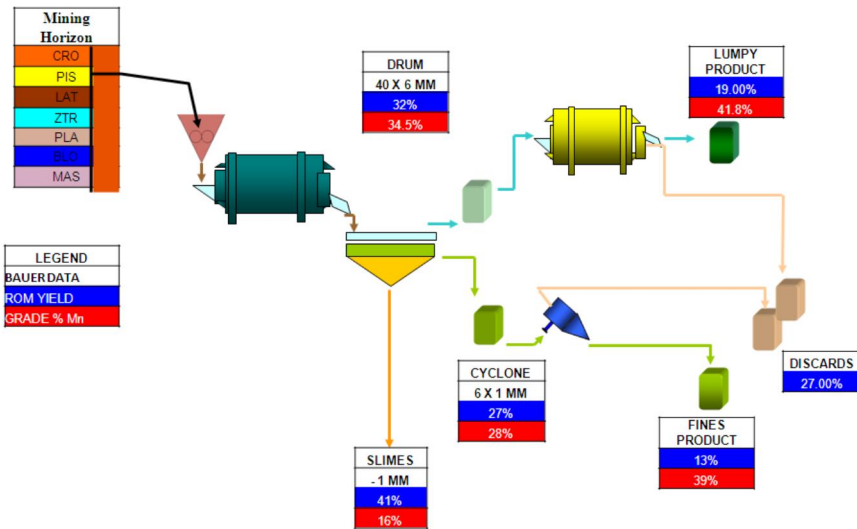 Mining
Horizon
CRO
PIS
LAT
ZTR
PLA
BLO
MAS
LEGEND
BAUER DATA
ROM YIELD
GRADE % Mn
DRUM
40 X 6 MM
32%
34.5%
LUMPY
PRODUCT
19.00%
41.8%
CYCLONE
6 X 1 MM
27%
28%
SLIMES
- 1 MM
41%
16%
FINES
PRODUCT
13%
39%
DISCARDS
27.00%